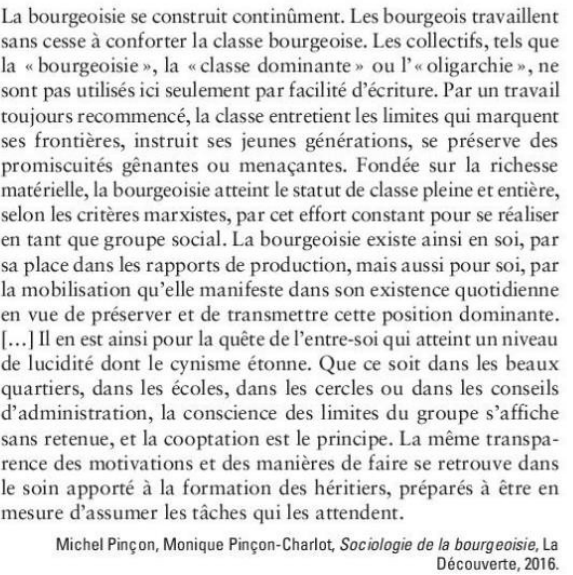 La bourgeoisie se construit continûment. Les bourgeois travaillent
sans cesse à conforter la classe bourgeoise. Les collectifs, tels que
la « bourgeoisie », la « classe dominante » ou l'« oligarchie », ne
sont pas utilisés ici seulement par facilité d'écriture. Par un travail
toujours recommencé, la classe entretient les limites qui marquent
ses frontières, instruit ses jeunes générations, se préserve des
promiscuités gênantes ou menaçantes. Fondée sur la richesse
matérielle, la bourgeoisie atteint le statut de classe pleine et entière,
selon les critères marxistes, par cet effort constant pour se réaliser
en tant que groupe social. La bourgeoisie existe ainsi en soi, par
sa place dans les rapports de production, mais aussi pour soi, par
la mobilisation qu'elle manifeste dans son existence quotidienne
en vue de préserver et de transmettre cette position dominante.
[…] Il en est ainsi pour la quête de l'entre-soi qui atteint un niveau
de lucidité dont le cynisme étonne. Que ce soit dans les beaux
quartiers, dans les écoles, dans les cercles ou dans les conseils
d'administration, la conscience des limites du groupe s'affiche
sans retenue, et la cooptation est le principe. La même transpa-
rence des motivations et des manières de faire se retrouve dans
le soin apporté à la formation des héritiers, préparés à être en
mesure d'assumer les tâches qui les attendent.
Michel Pinçon, Monique Pinçon-Charlot, Sociologie de la bourgeoisie, La
Découverte, 2016.